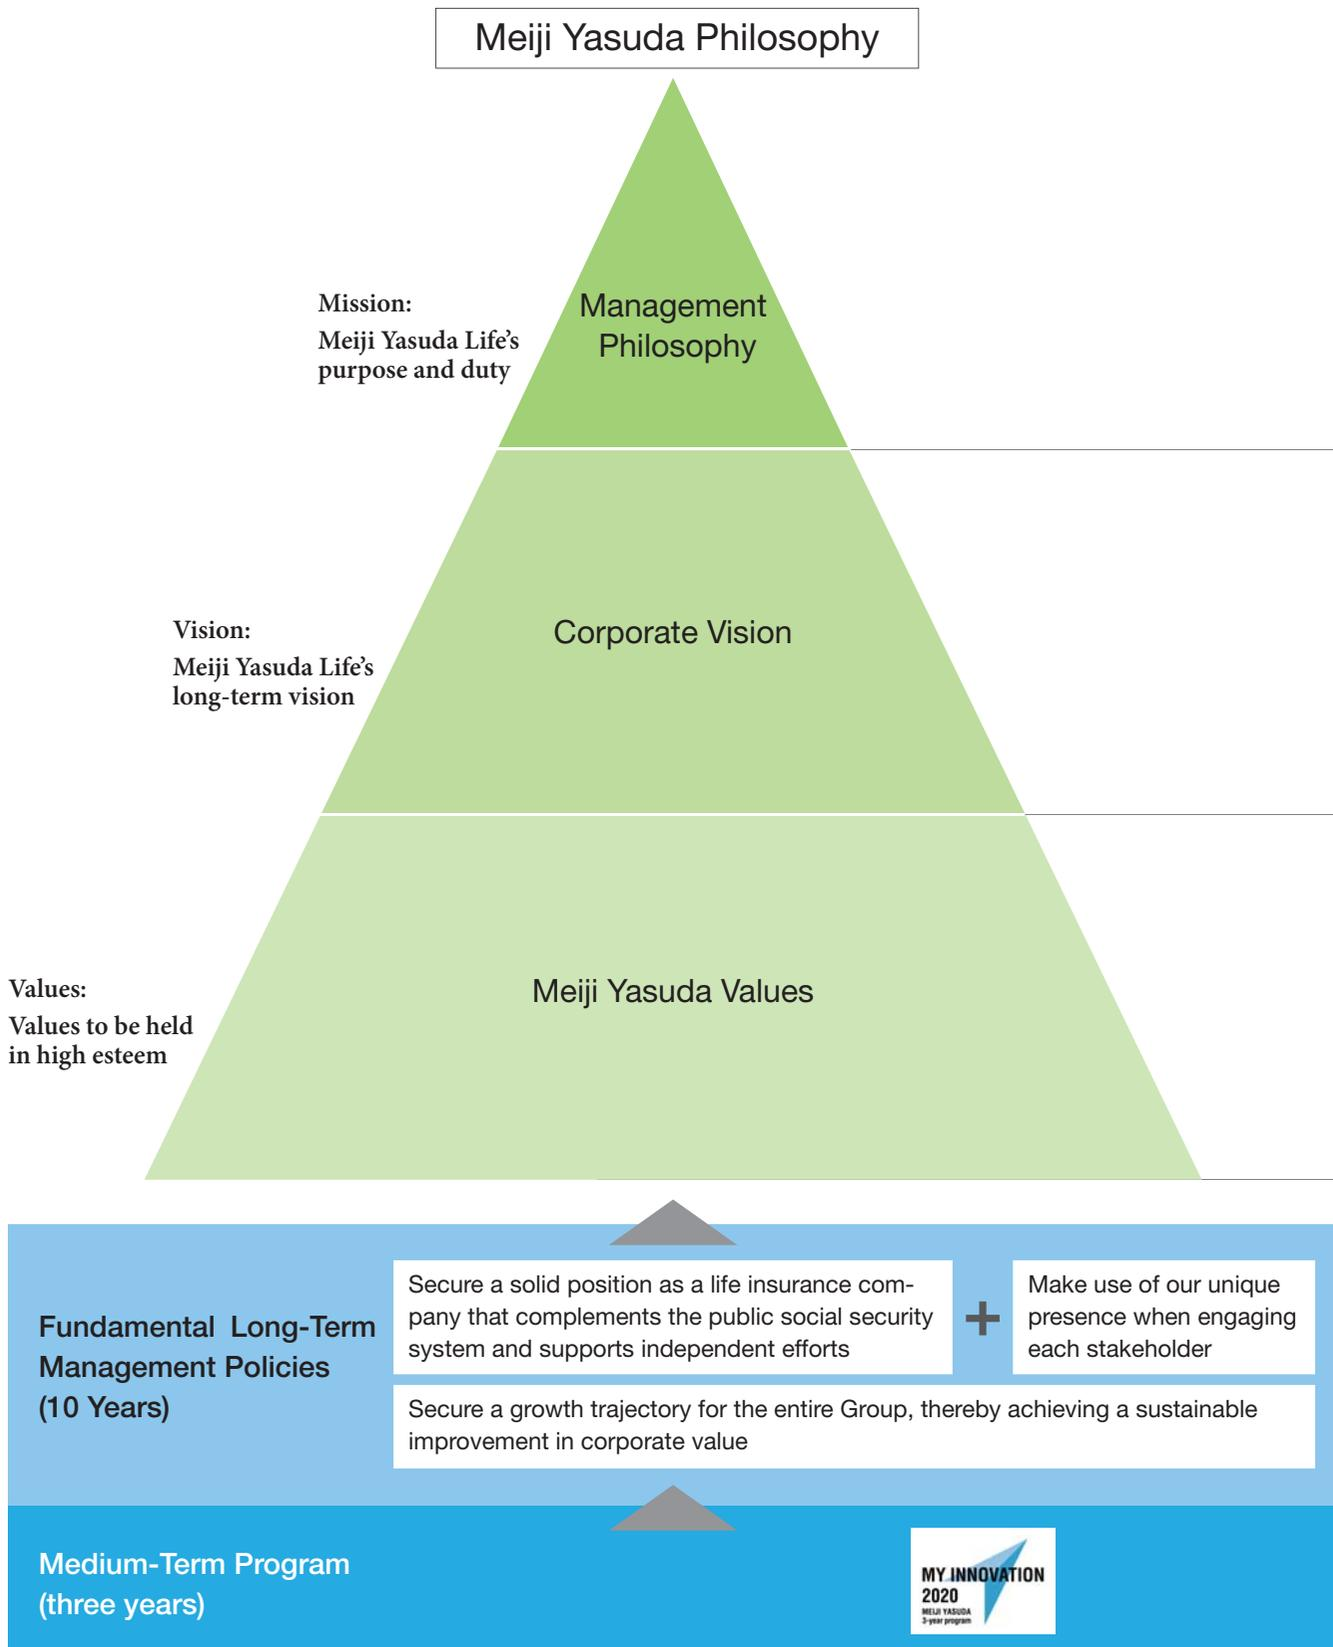 Meiji Yasuda Philosophy
Mission:
Meiji Yasuda Life’s
purpose and duty
Management
Philosophy
Vision:
Meiji Yasuda Life’s
long-term vision
Corporate Vision
Values:
Values to be held
in high esteem
Meiji Yasuda Values
Fundamental Long-Term
Management Policies
(10 Years)
Secure a solid position as a life insurance com-
pany that complements the public social security
system and supports independent efforts
+
Make use of our unique
presence when engaging
each stakeholder
Secure a growth trajectory for the entire Group, thereby achieving a sustainable
improvement in corporate value
Medium-Term Program
(three years)
MY INNOVATION
2020
MEIJI YASUDA
3-year program